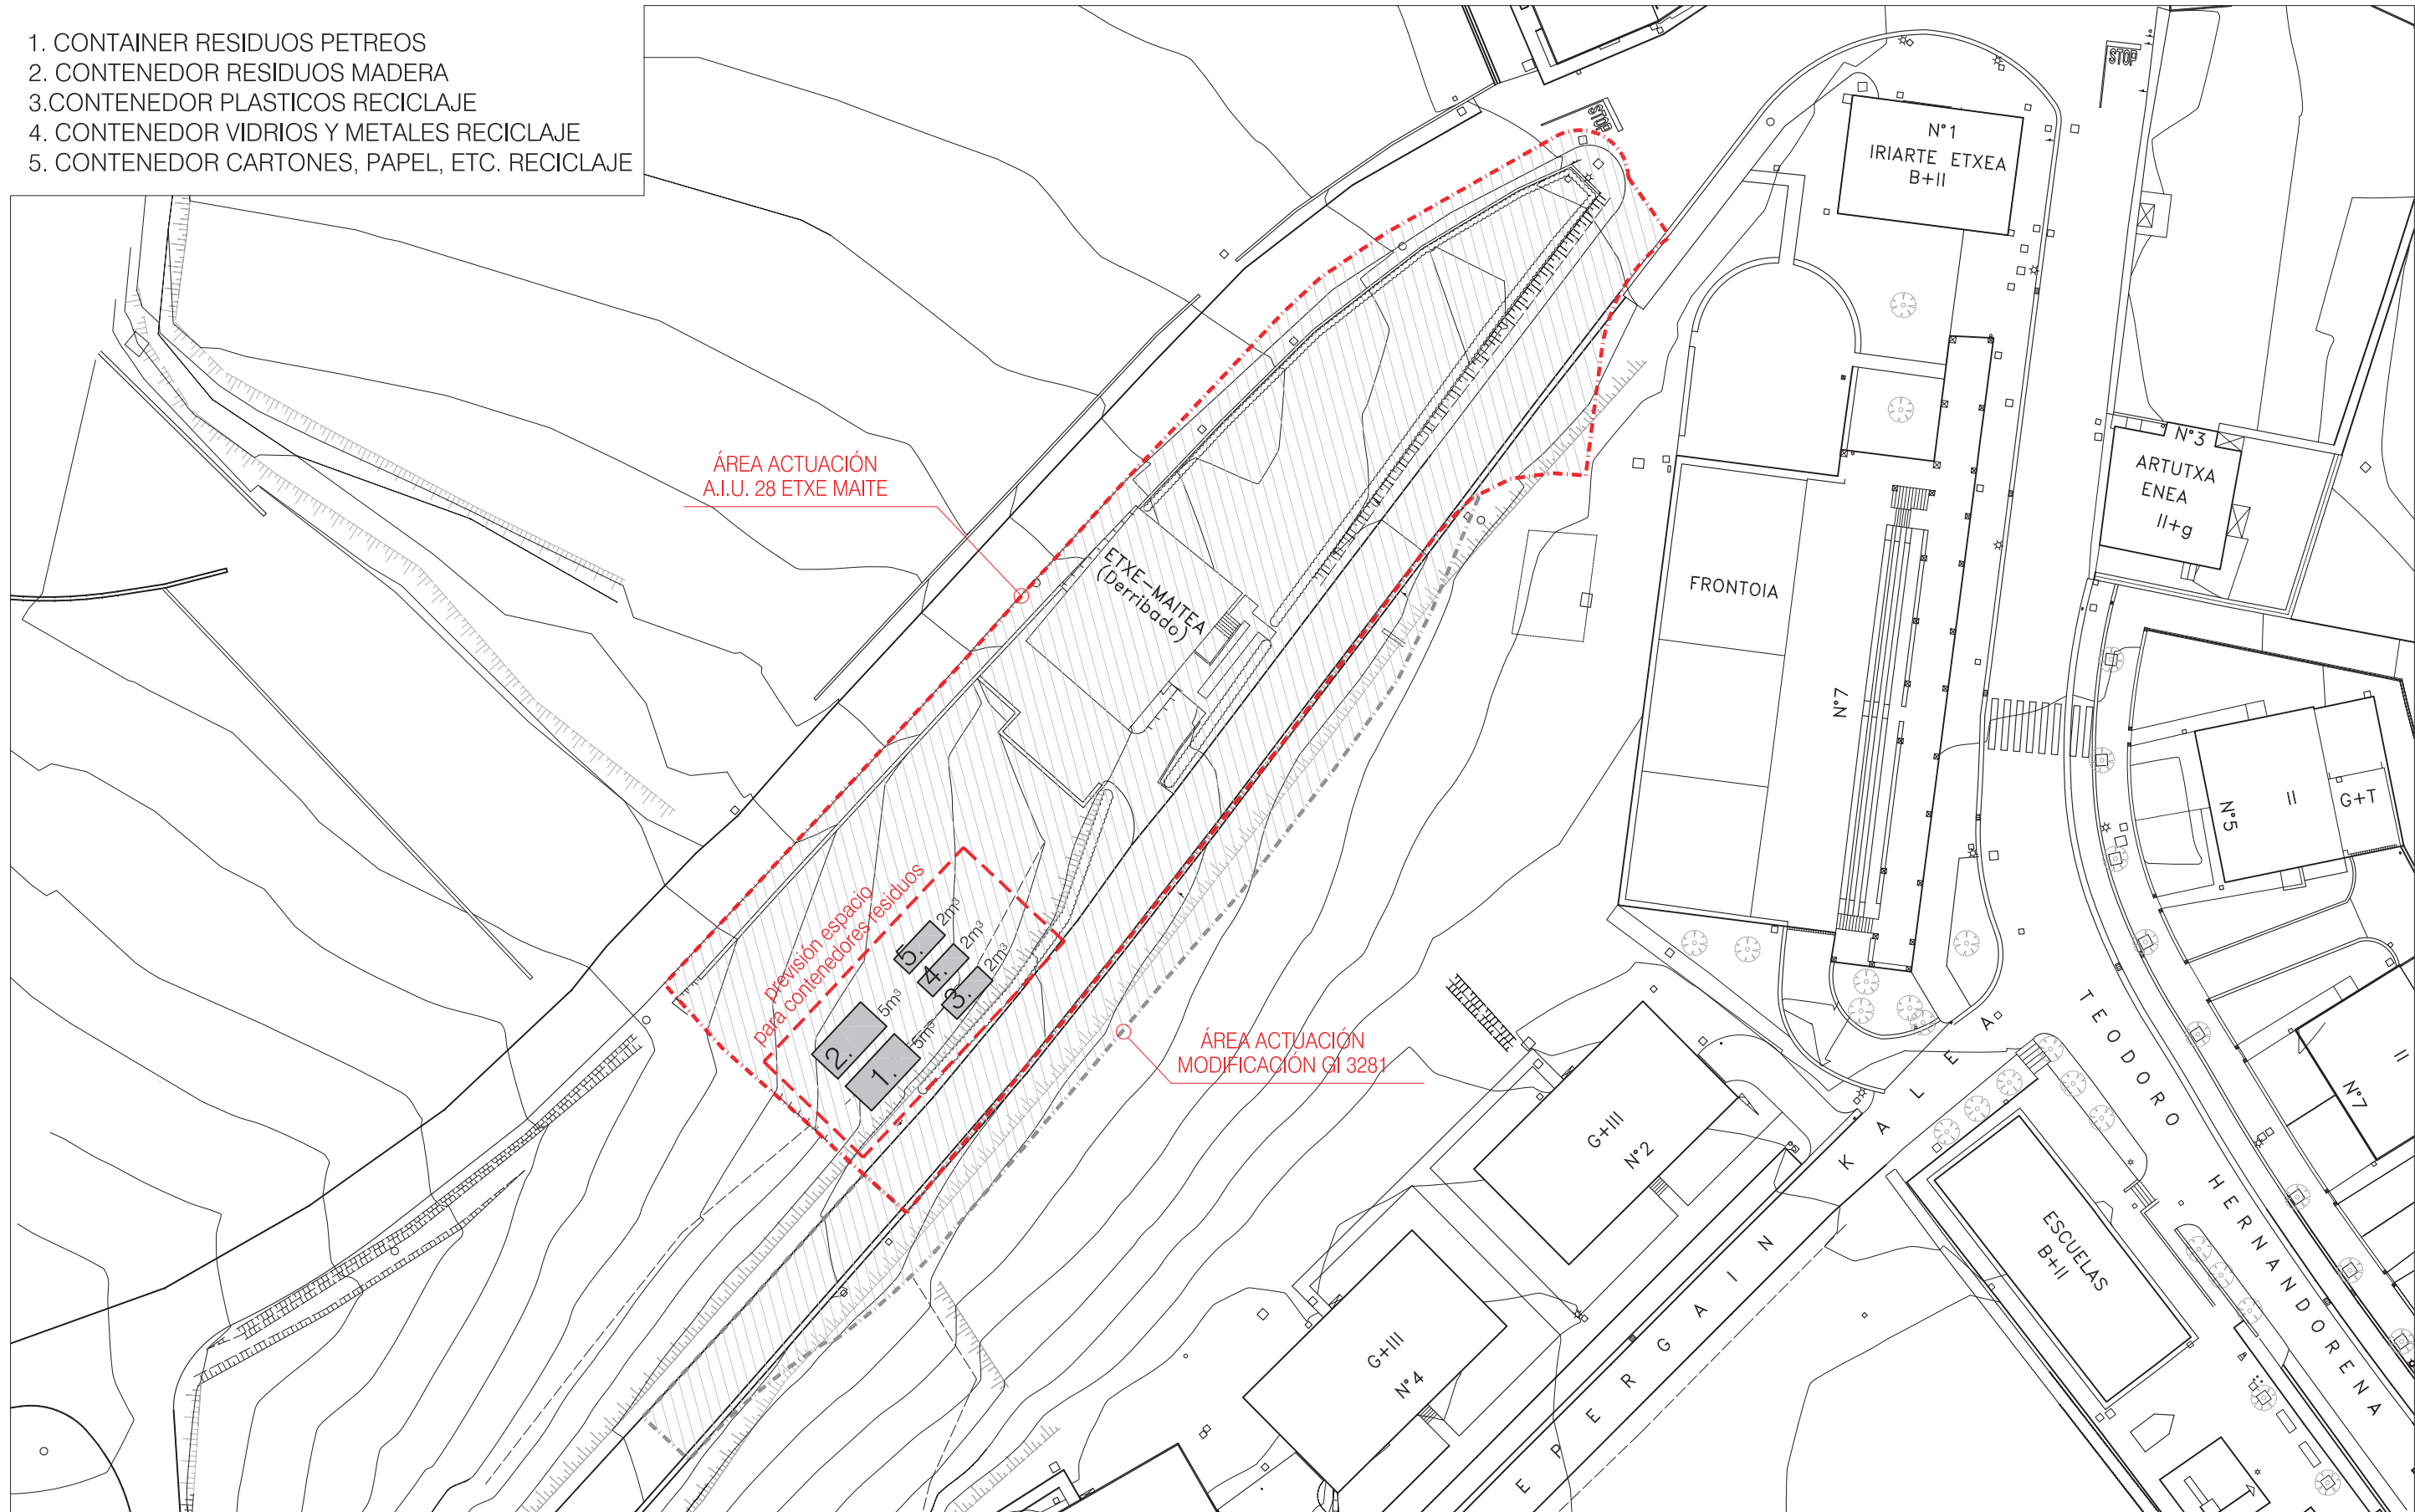 1. CONTAINER RESIDUOS PETREOS
2. CONTENEDOR RESIDUOS MADERA
3.CONTENEDOR PLASTICOS RECICLAJE
4. CONTENEDOR VIDRIOS Y METALES RECICLAJE
5. CONTENEDOR CARTONES, PAPEL, ETC. RECICLAJE
STOP
STOP
N°1
IRIARTE ETXEA
B+II
ÁREA ACTUACIÓN
A.I.U. 28 ETXE MAITE
N°3
ARTUTXA
ENEA
II+g
ETXE-MAITEA
(Derribado)
FRONTOIA
N°7
N°5
II
G+T
previsión espacio
para contenedores residuos
5. 2m³
4. 2m³
3. 2m³
2. 5m³
1. 5m³
ÁREA ACTUACIÓN
MODIFICACIÓN GI 3281
G+III
N°2
G+III
N°4
EPERGAIN KALEA
TEODORO HERNANDORENA
II
N°7
ESCUELAS
B+II